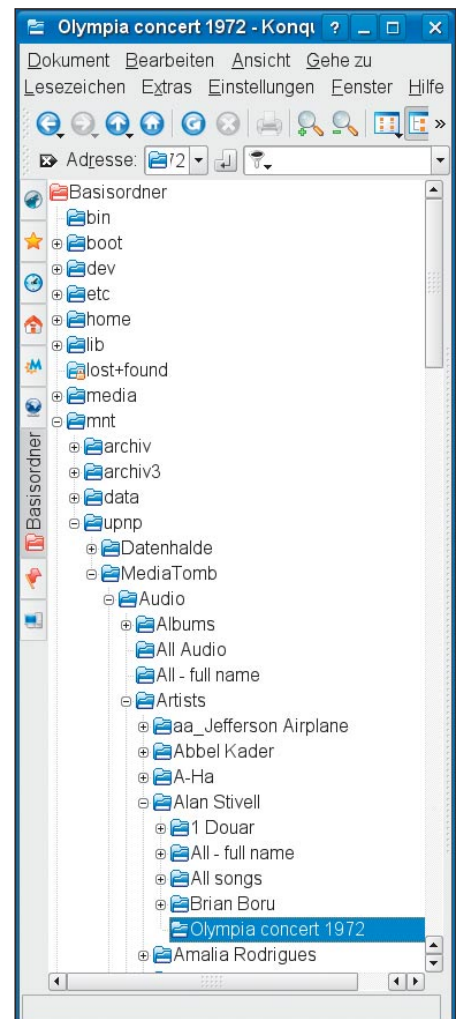 Olympia concert 1972 - Konqu
Dokument Bearbeiten Ansicht Gehe zu
Lesezeichen Extras Einstellungen Fenster Hilfe
Adresse: 72
Basisordner
Basisordner
bin
boot
dev
etc
home
lib
lost+found
media
mnt
archiv
archiv3
data
upnp
Datenhalde
MediaTomb
Audio
Albums
All Audio
All - full name
Artists
aa_Jefferson Airplane
Abbel Kader
A-Ha
Alan Stivell
1 Douar
All - full name
All songs
Brian Boru
Olympia concert 1972
Amalia Rodrigues